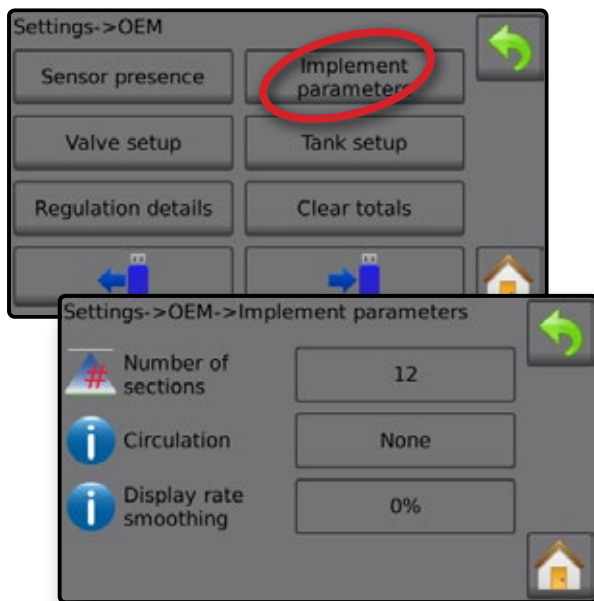 Settings->OEM
Sensor presence
Implement
parameters
Valve setup
Tank setup
Regulation details
Clear totals
Settings->OEM->Implement parameters
#
Number of
sections
12
i
Circulation
None
i
Display rate
smoothing
0%